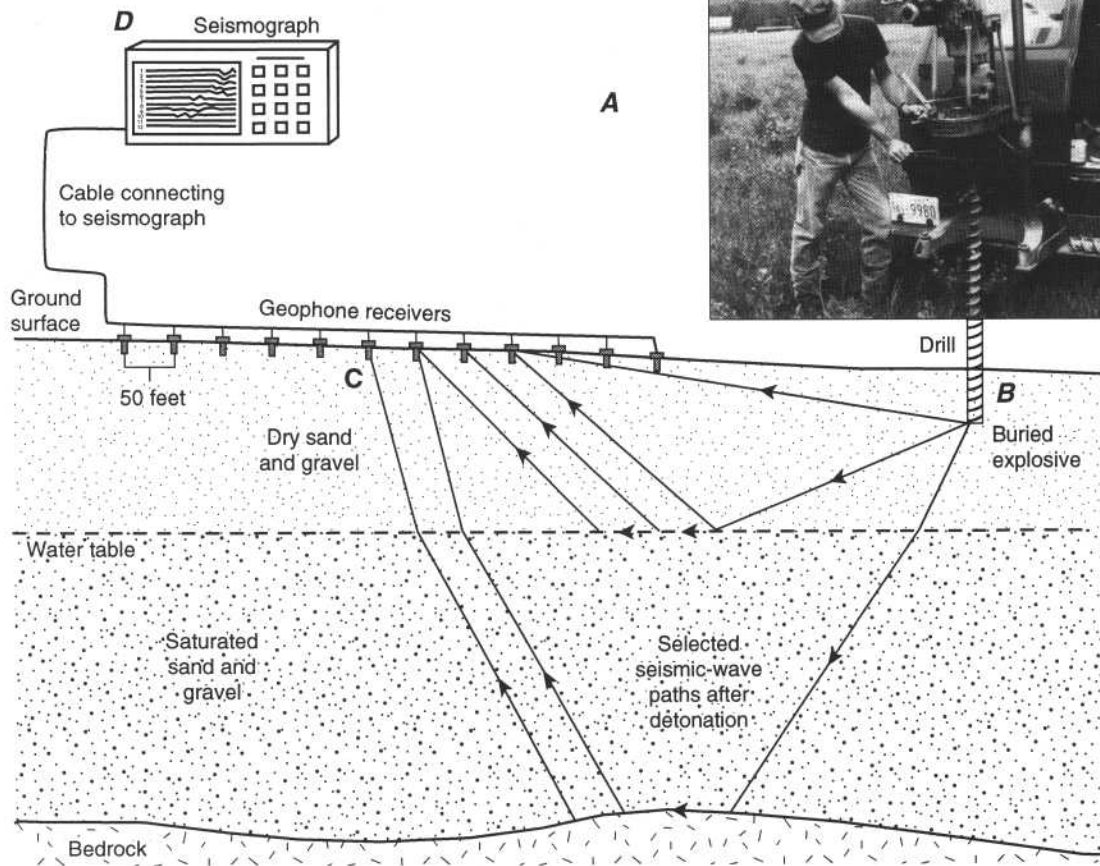 D
Seismograph
A
Cable connecting
to seismograph
9980
Ground
surface
Geophone receivers
Drill
50 feet
C
B
Dry sand
and gravel
Buried
explosive
Water table
Saturated
sand and
gravel
Selected
seismic-wave
paths after
detonation
Bedrock